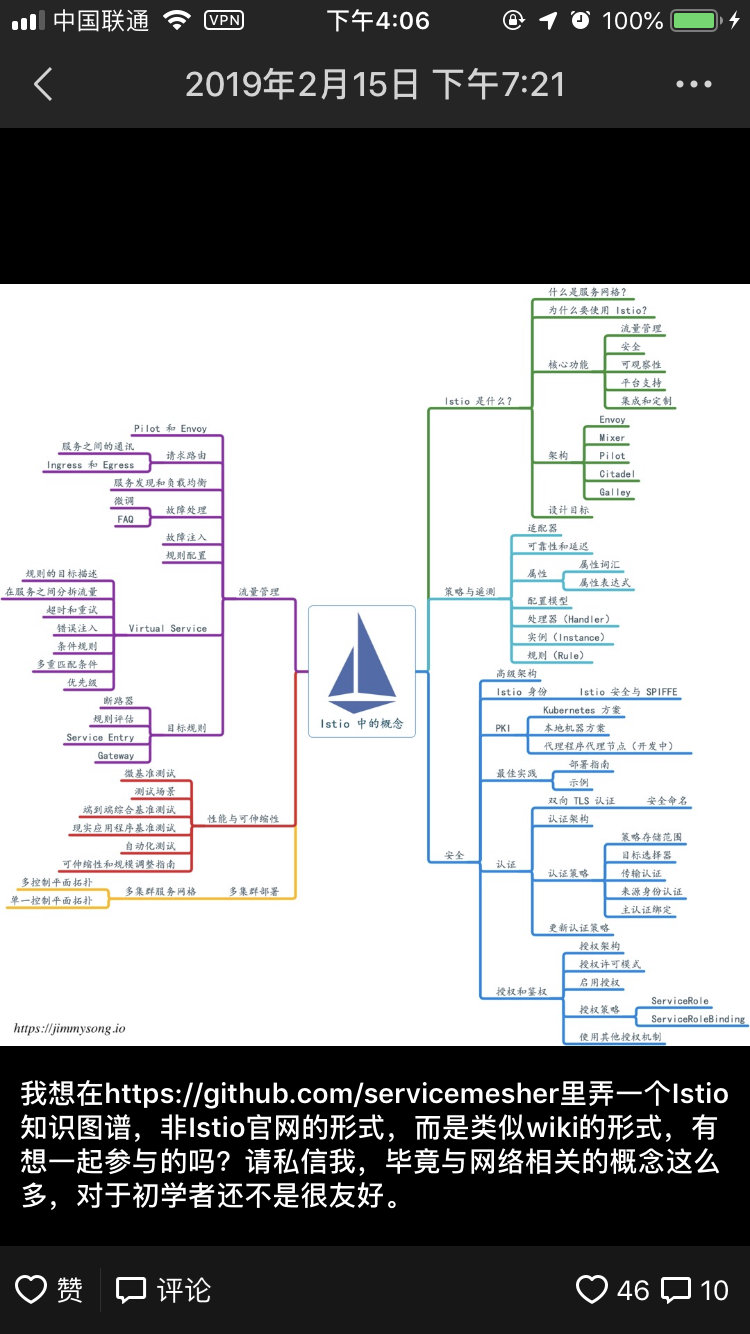 中国联通 VPN 下午4:06 100%
2019年2月15日 下午7:21
什么是服务网格?
为什么要使用 Istio?
流量管理
安全
核心功能
可观察性
平台支持
集成和定制
Istio 是什么?
Envoy
Mixer
架构
Pilot
Citadel
Galley
设计目标
适配器
可靠性和延迟
属性词汇
属性
属性表达式
策略与遥测
配置模型
处理器（Handler）
实例（Instance）
规则（Rule）
Pilot 和 Envoy
服务之间的通讯
请求路由
Ingress 和 Egress
服务发现和负载均衡
微调
故障处理
FAQ
故障注入
规则配置
流量管理
规则的目标描述
在服务之间分拆流量
超时和重试
错误注入
Virtual Service
条件规则
多重匹配条件
优先级
断路器
规则评估
目标规则
Service Entry
Gateway
微基准测试
测试场景
端到端综合基准测试
性能与可伸缩性
现实应用程序基准测试
自动化测试
可伸缩性和规模调整指南
多控制平面拓扑
多集群服务网格
多集群部署
单一控制平面拓扑
Istio 中的概念
高级架构
Istio 身份
Istio 安全与 SPIFFE
Kubernetes 方案
PKI
本地机器方案
代理程序代理节点（开发中）
部署指南
最佳实践
示例
双向 TLS 认证
安全命名
安全
认证架构
认证
策略存储范围
目标选择器
认证策略
传输认证
来源身份认证
主认证绑定
更新认证策略
授权架构
授权许可模式
启用授权
授权和鉴权
授权策略
ServiceRole
ServiceRoleBinding
使用其他授权机制
https://jimmysong.io
我想在https://github.com/servicemesher里弄一个Istio
知识图谱，非Istio官网的形式，而是类似wiki的形式，有
想一起参与的吗？请私信我，毕竟与网络相关的概念这么
多，对于初学者还不是很友好。
赞 评论 46 10